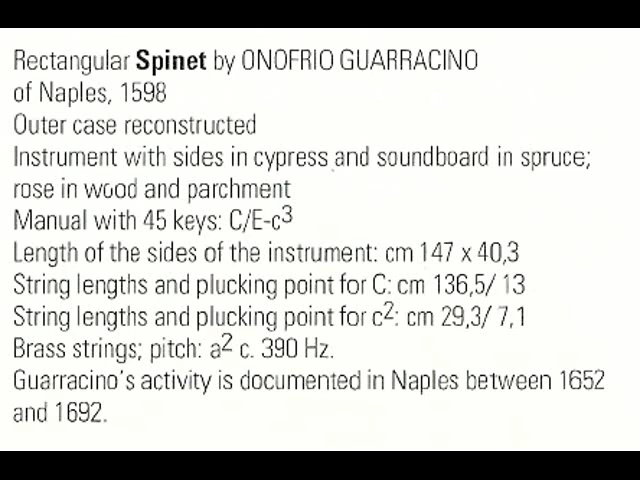 Rectangular Spinet by ONOFRIO GUARRACINO
of Naples, 1598
Outer case reconstructed
Instrument with sides in cypress and soundboard in spruce;
rose in wood and parchment
Manual with 45 keys: C/E-c³
Length of the sides of the instrument: cm 147 x 40,3
String lengths and plucking point for C: cm 136,5/ 13
String lengths and plucking point for c²: cm 29,3/ 7,1
Brass strings; pitch: a² c. 390 Hz.
Guarracino's activity is documented in Naples between 1652
and 1692.